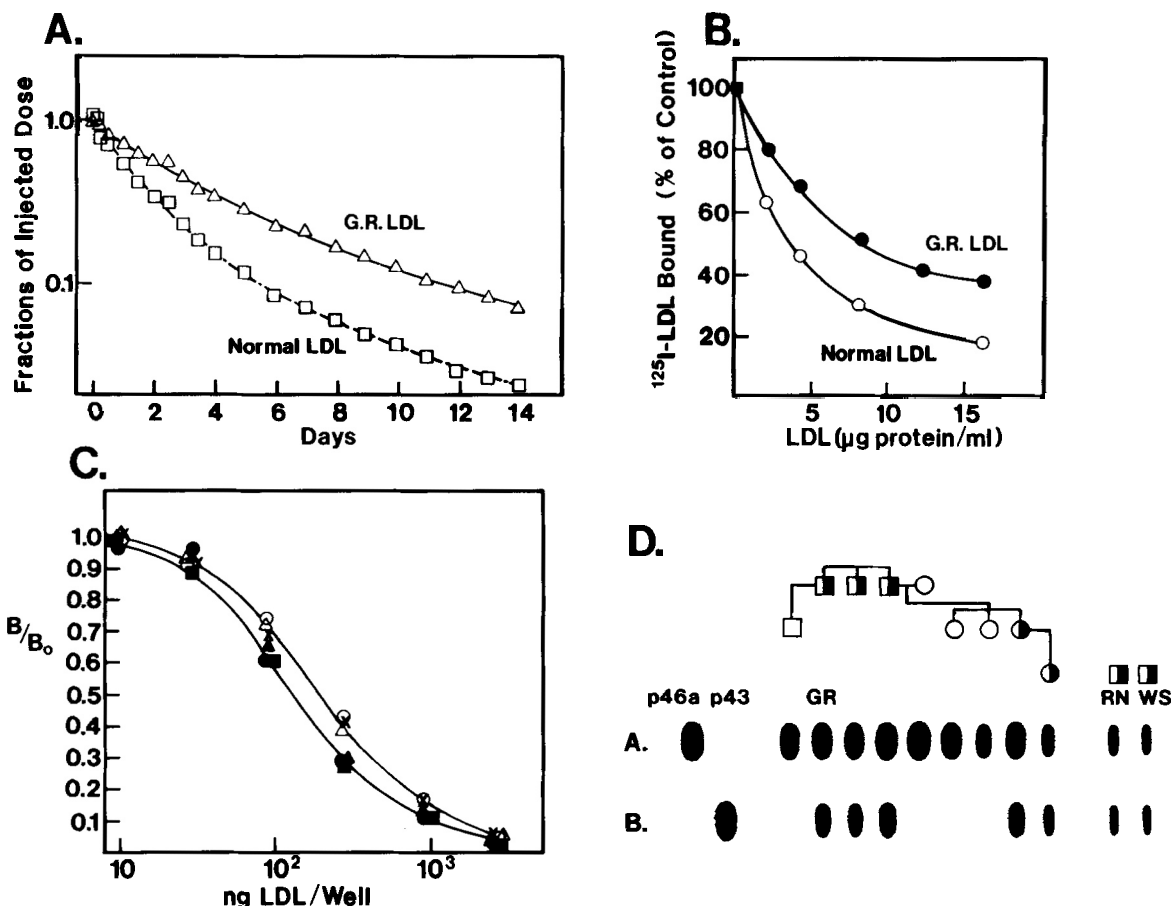 A.
Fractions of Injected Dose
1.0
0.1
G.R. LDL
Normal LDL
0 2 4 6 8 10 12 14
Days
B.
¹²⁵I-LDL Bound (% of Control)
100
80
60
40
20
G.R. LDL
Normal LDL
5 10 15
LDL (μg protein/ml)
C.
B/B₀
1.0
0.9
0.8
0.7
0.6
0.5
0.4
0.3
0.2
0.1
10 10² 10³
ng LDL/Well
D.
p46a p43 GR RN WS
A.
B.